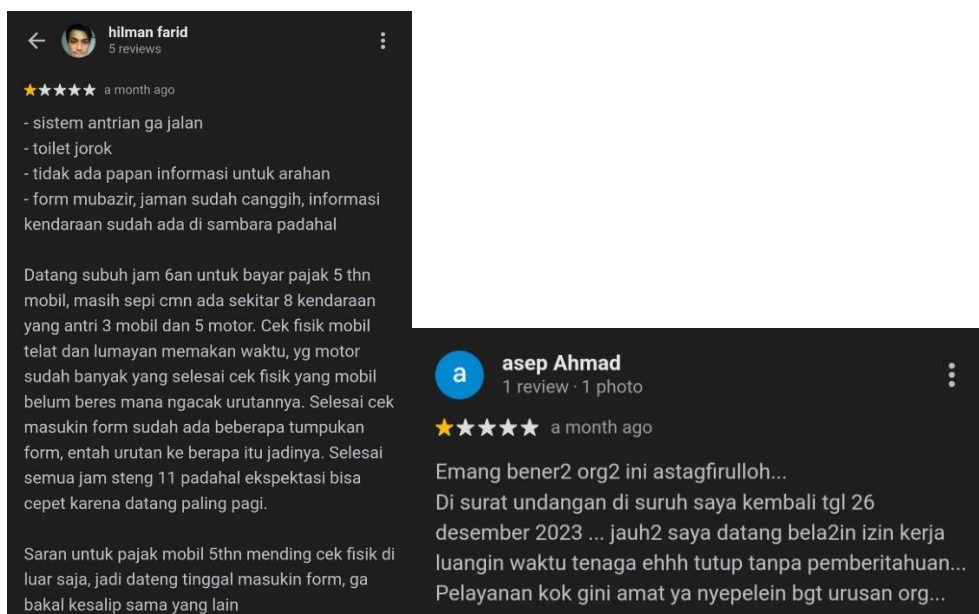 hilman farid
5 reviews
a month ago
- sistem antrian ga jalan
- toilet jorok
- tidak ada papan informasi untuk arahan
- form mubazir, jaman sudah canggih, informasi
kendaraan sudah ada di sambara padahal
Datang subuh jam 6an untuk bayar pajak 5 thn
mobil, masih sepi cmn ada sekitar 8 kendaraan
yang antri 3 mobil dan 5 motor. Cek fisik mobil
telat dan lumayan memakan waktu, yg motor
sudah banyak yang selesai cek fisik yang mobil
belum beres mana ngacak urutannya. Selesai cek
masukin form sudah ada beberapa tumpukan
form, entah urutan ke berapa itu jadinya. Selesai
semua jam steng 11 padahal ekspektasi bisa
cepet karena datang paling pagi.
Saran untuk pajak mobil 5thn mending cek fisik di
luar saja, jadi dateng tinggal masukin form, ga
bakal kesalip sama yang lain
a
asep Ahmad
1 review · 1 photo
a month ago
Emang bener2 org2 ini astagfirulloh...
Di surat undangan di suruh saya kembali tgl 26
desember 2023 ... jauh2 saya datang bela2in izin kerja
luangin waktu tenaga ehhh tutup tanpa pemberitahuan...
Pelayanan kok gini amat ya nyepelein bgt urusan org...